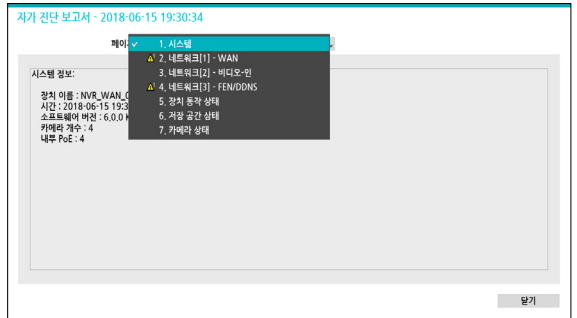 자가 진단 보고서 - 2018-06-15 19:30:34
페이지
1. 시스템
2. 네트워크[1] - WAN
3. 네트워크[2] - 비디오-인
4. 네트워크[3] - FEN/DDNS
5. 장치 동작 상태
6. 저장 공간 상태
7. 카메라 상태
시스템 정보:
장치 이름 : NVR_WAN_
시간 : 2018-06-15 19:3
소프트웨어 버전 : 6.0.0
카메라 개수 : 4
내부 PoE : 4
닫기